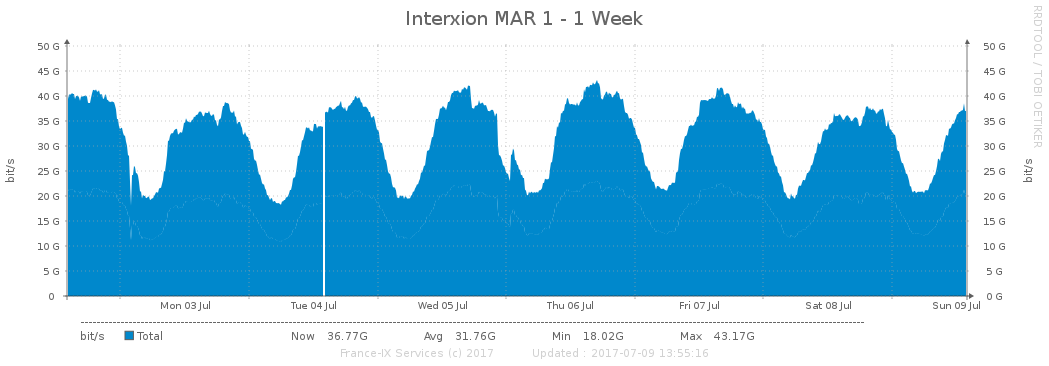 Interxion MAR 1 - 1 Week
RRDTOOL / TOBI OETIKER
50 G 50 G
45 G 45 G
40 G 40 G
35 G 35 G
30 G 30 G
25 G 25 G
20 G 20 G
15 G 15 G
10 G 10 G
5 G 5 G
0 0 G
bit/s
bit/s
Mon 03 Jul Tue 04 Jul Wed 05 Jul Thu 06 Jul Fri 07 Jul Sat 08 Jul Sun 09 Jul
bit/s Total Now 36.77G Avg 31.76G Min 18.02G Max 43.17G
France-IX Services (c) 2017 Updated : 2017-07-09 13:55:16